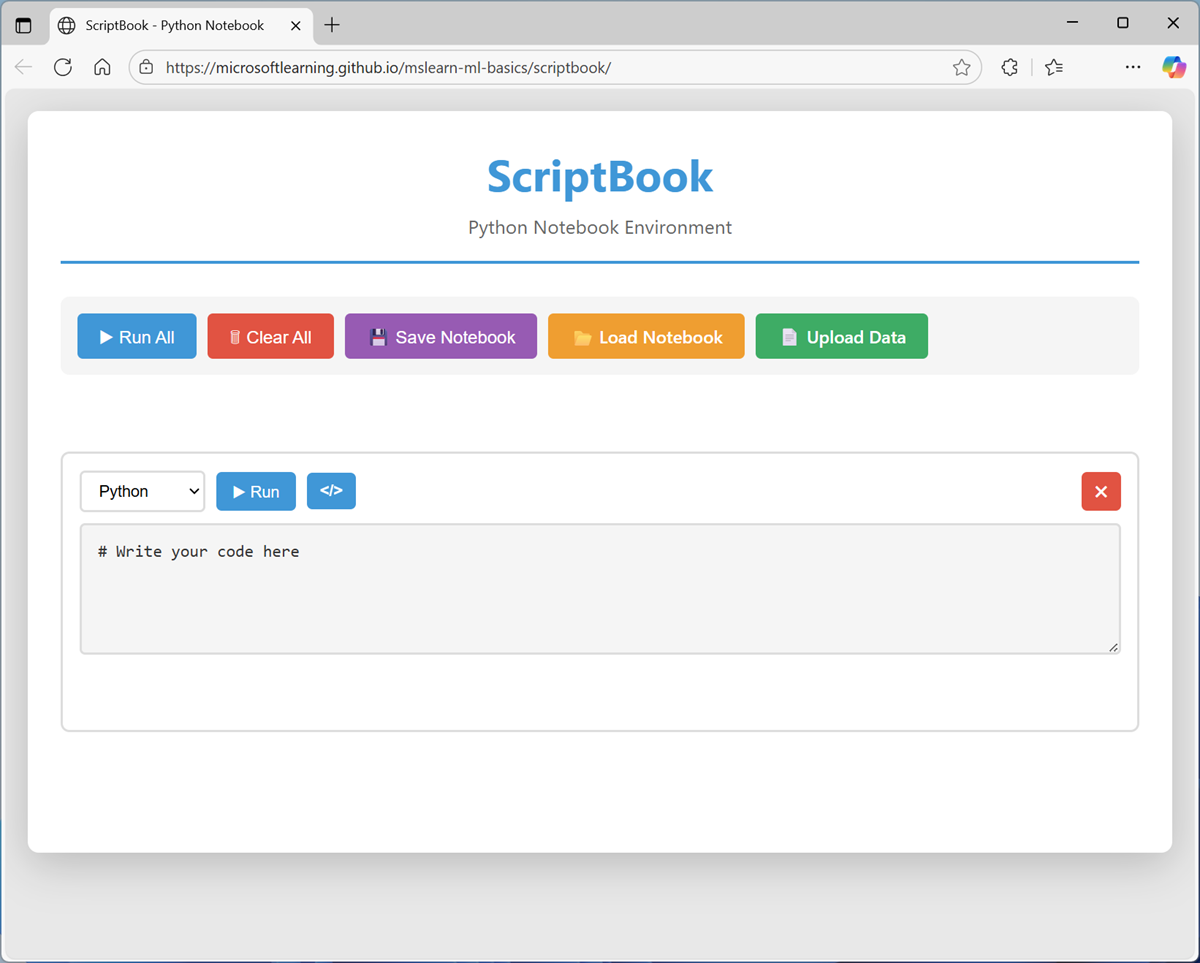 ScriptBook - Python Notebook
https://microsoftlearning.github.io/mslearn-ml-basics/scriptbook/
ScriptBook
Python Notebook Environment
Run All Clear All Save Notebook Load Notebook Upload Data
Python Run </>
# Write your code here